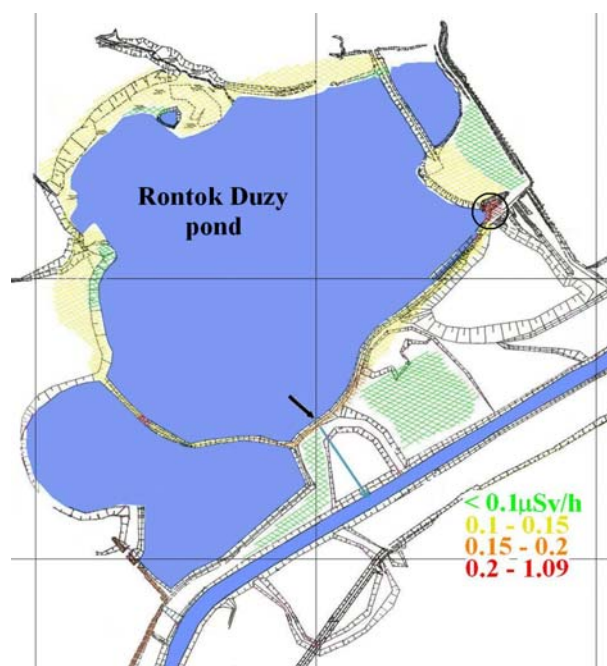 Rontok Duzy
pond
< 0.1μSv/h
0.1 - 0.15
0.15 - 0.2
0.2 - 1.09